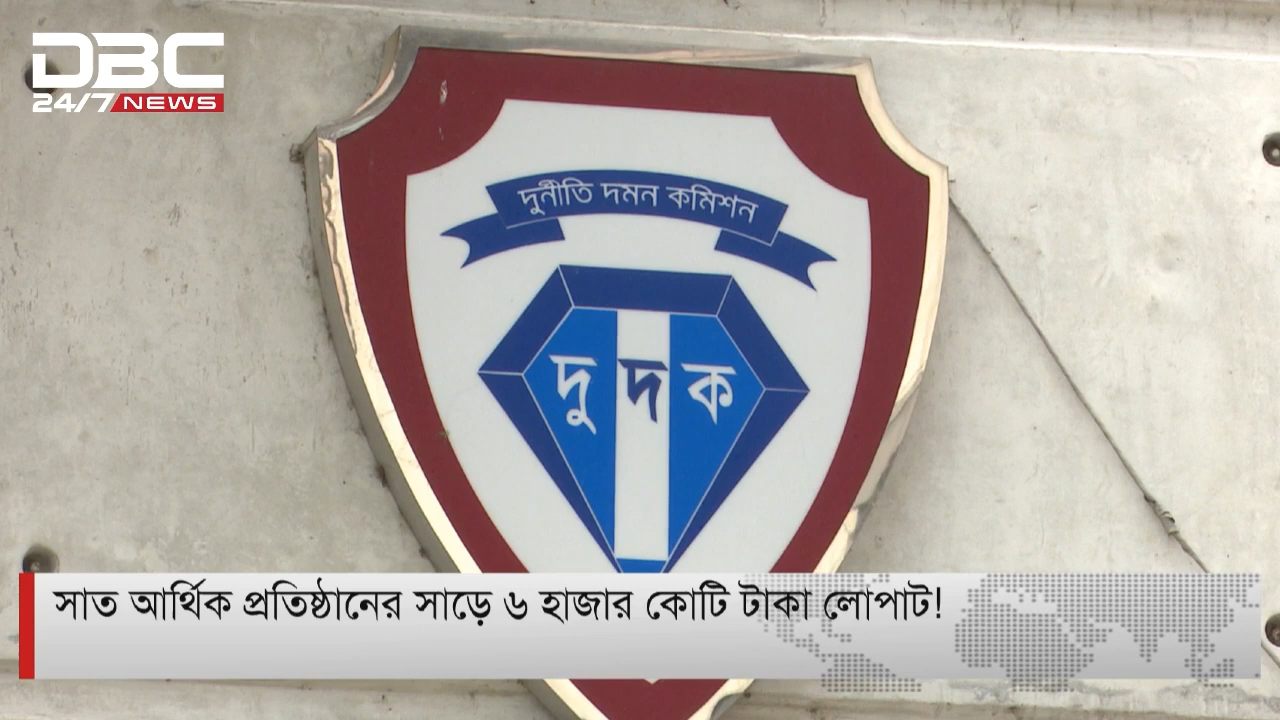 DBC
24/7 NEWS
দুর্নীতি দমন কমিশন
দুদক
সাত আর্থিক প্রতিষ্ঠানের সাড়ে ৬ হাজার কোটি টাকা লোপাট!